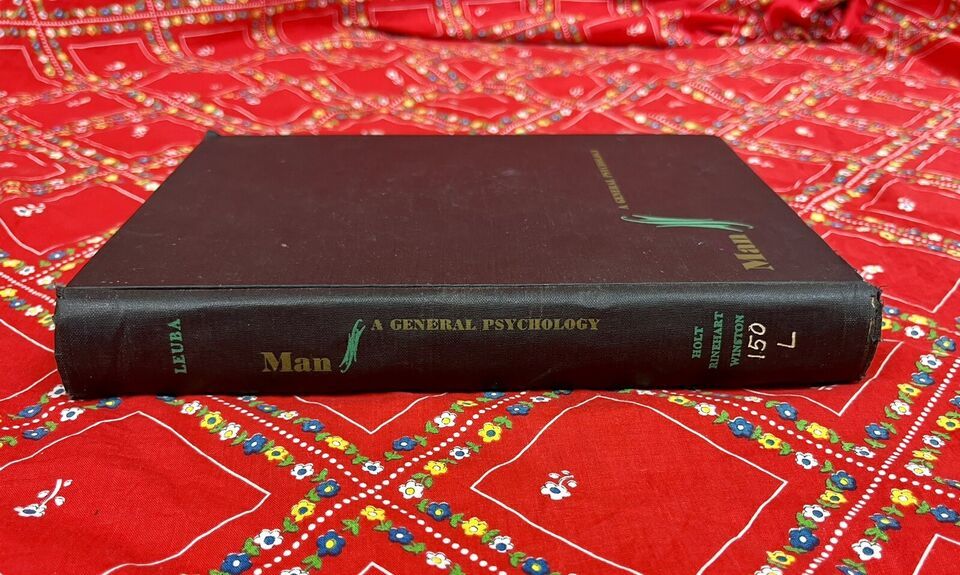 A GENERAL PSYCHOLOGY
Man
LEUBA
Man
A GENERAL PSYCHOLOGY
HOLT
RINEHART
WINSTON
150
L